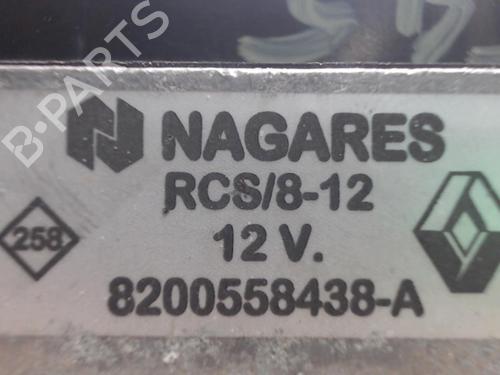 B-PARTS
NAGARES
RCS/8-12
258
12 V.
8200558438-A